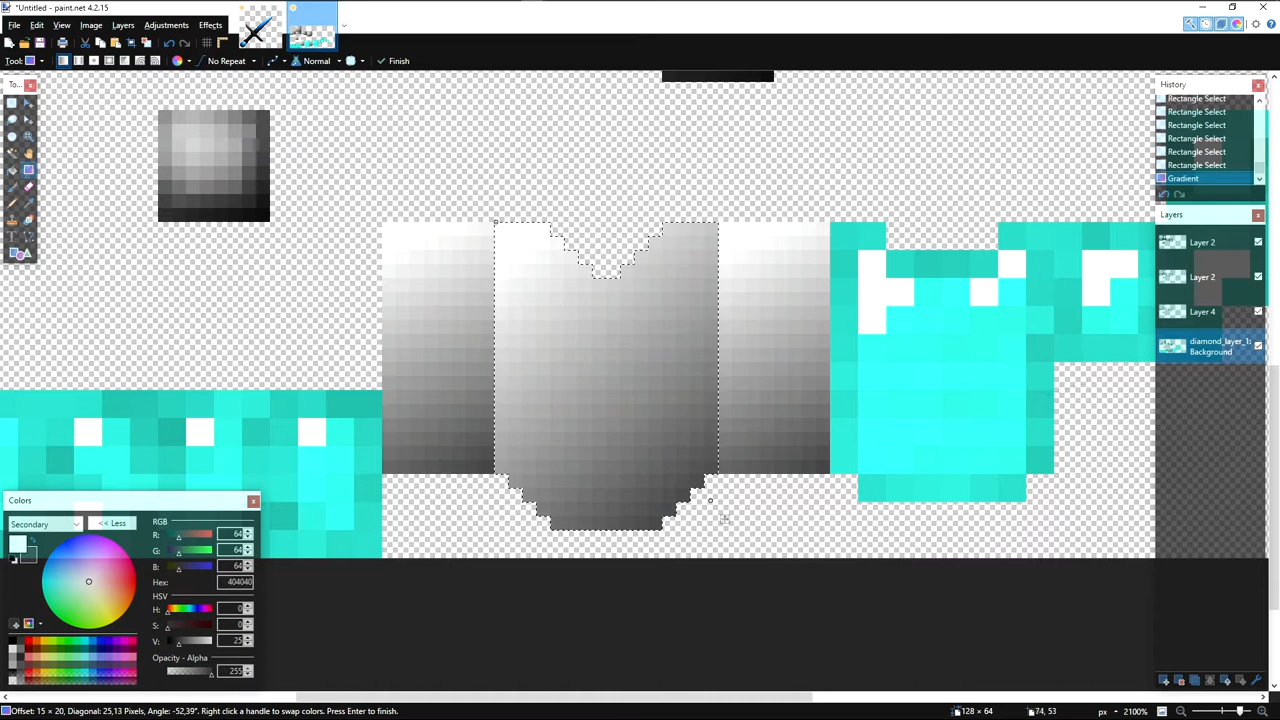 "Untitled - paint.net 4.2.15
File Edit View Image Layers Adjustments Effects
Tool: No Repeat Normal Finish
To...
History
Rectangle Select
Rectangle Select
Rectangle Select
Rectangle Select
Rectangle Select
Rectangle Select
Gradient
Layers
Layer 2
Layer 2
Layer 4
diamond_layer_1:
Background
Colors
Secondary
<< Less
RGB
R: 64
G: 64
B: 64
Hex: 404040
HSV
H: 0
S: 0
V: 25
Opacity - Alpha
255
Offset: 15 × 20, Diagonal: 25,13 Pixels, Angle: -52,39°. Right click a handle to swap colors. Press Enter to finish.
128 × 64
74, 53
px
2100%